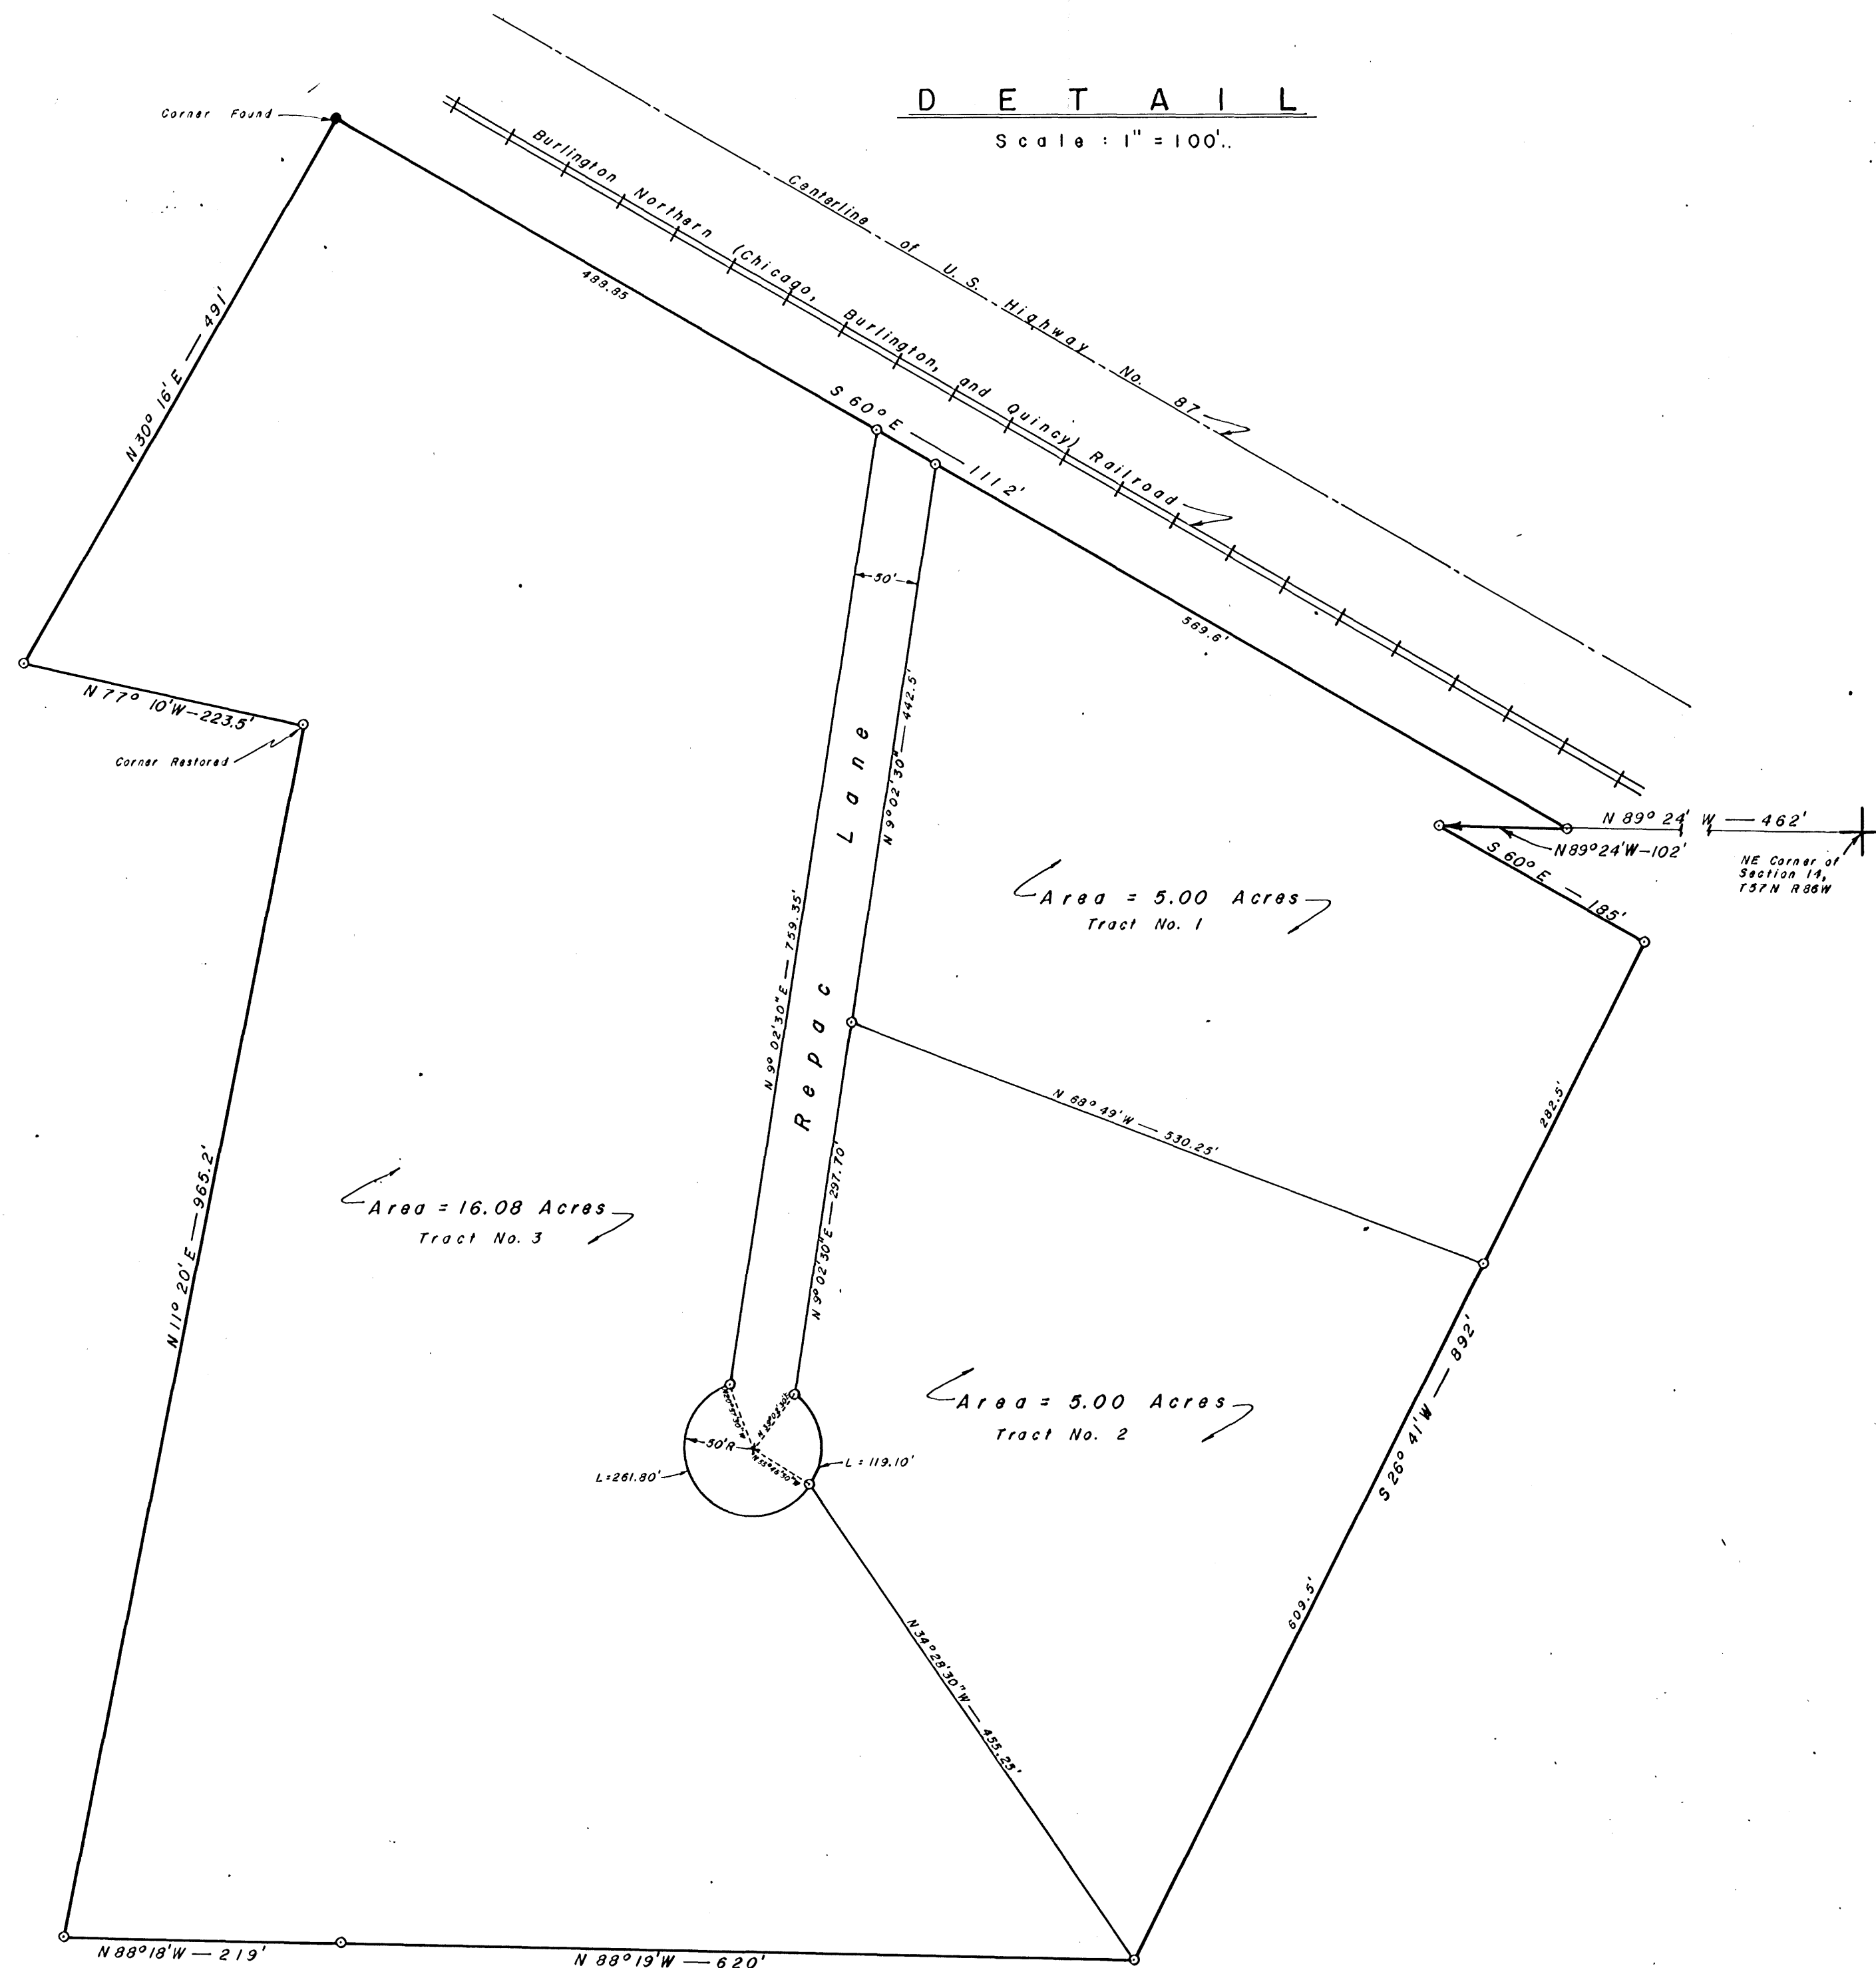 DETAIL
Scale : 1" = 100'..
Corner Found
Centerline of U. S. Highway No. 87
Burlington Northern (Chicago, Burlington, and Quincy) Railroad
488.85
S 60° E — 1112'
N 30° 16' E — 491'
50'
569.6'
N 77° 10' W — 223.5'
Corner Restored
N 9° 02' 30" — 442.5'
N 89° 24' W — 462'
N 89° 24' W — 102'
NE Corner of
Section 14,
T57N R86W
S 60° E — 185'
Area = 5.00 Acres
Tract No. 1
Repac Lane
N 9° 02' 30" E — 759.35'
N 68° 49' W — 530.25'
282.5'
N 11° 20' E — 965.2'
Area = 16.08 Acres
Tract No. 3
N 9° 02' 30" E — 297.70'
S 26° 41' W — 892'
Area = 5.00 Acres
Tract No. 2
50' R
L = 119.10'
L = 261.80'
609.5'
N 34° 28' 30" W — 455.25'
N 88° 18' W — 219'
N 88° 19' W — 620'